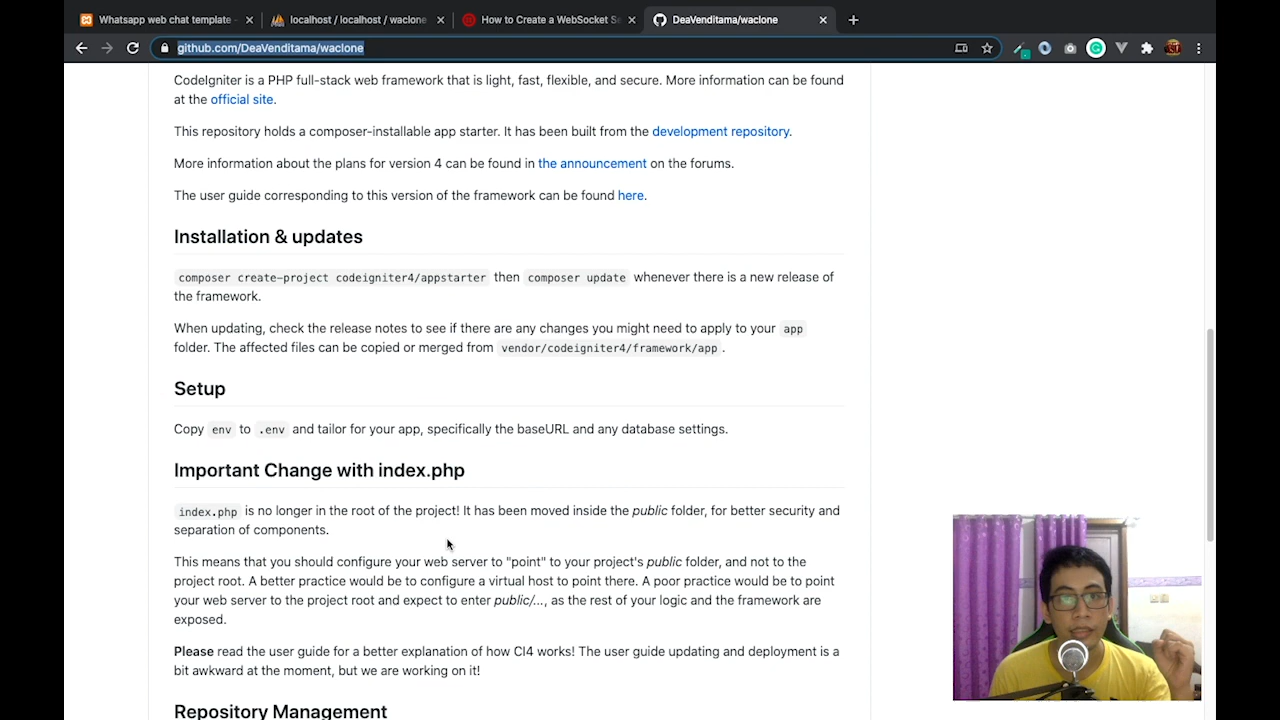 Whatsapp web chat template -
localhost / localhost / waclone
How to Create a WebSocket Se
DeaVenditama/waclone
github.com/DeaVenditama/waclone
CodeIgniter is a PHP full-stack web framework that is light, fast, flexible, and secure. More information can be found
at the official site.
This repository holds a composer-installable app starter. It has been built from the development repository.
More information about the plans for version 4 can be found in the announcement on the forums.
The user guide corresponding to this version of the framework can be found here.
Installation & updates
composer create-project codeigniter4/appstarter then composer update whenever there is a new release of
the framework.
When updating, check the release notes to see if there are any changes you might need to apply to your app
folder. The affected files can be copied or merged from vendor/codeigniter4/framework/app .
Setup
Copy env to .env and tailor for your app, specifically the baseURL and any database settings.
Important Change with index.php
index.php is no longer in the root of the project! It has been moved inside the public folder, for better security and
separation of components.
This means that you should configure your web server to "point" to your project's public folder, and not to the
project root. A better practice would be to configure a virtual host to point there. A poor practice would be to point
your web server to the project root and expect to enter public/..., as the rest of your logic and the framework are
exposed.
Please read the user guide for a better explanation of how CI4 works! The user guide updating and deployment is a
bit awkward at the moment, but we are working on it!
Repository Management